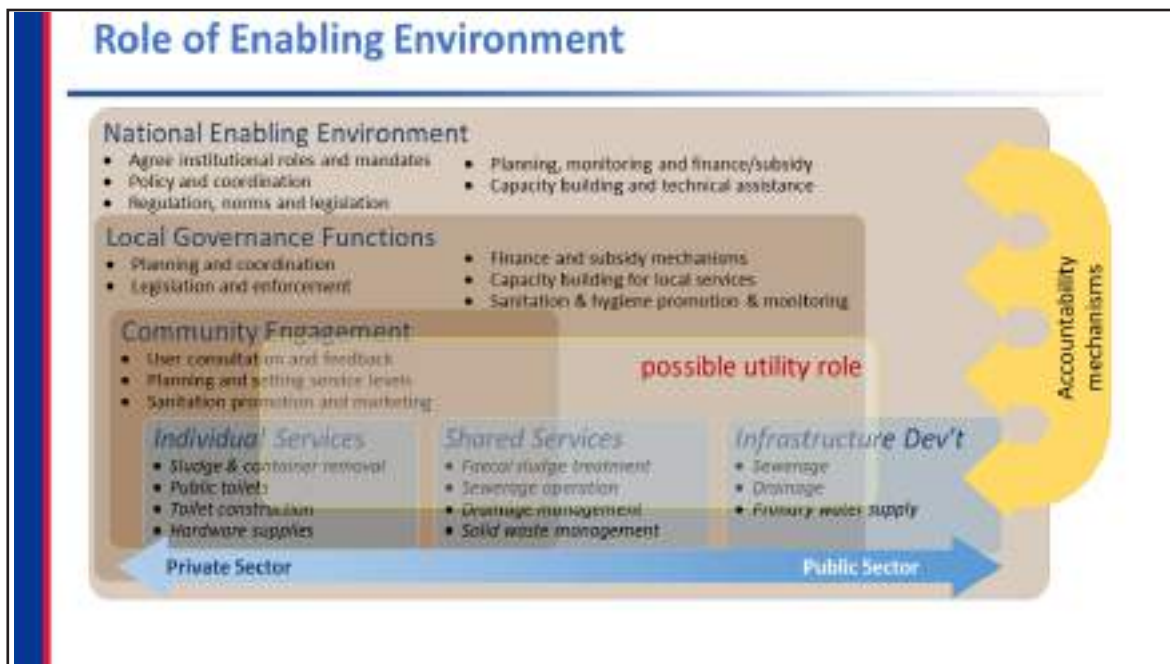 Role of Enabling Environment
National Enabling Environment
• Agree institutional roles and mandates
• Policy and coordination
• Regulation, norms and legislation
• Planning, monitoring and finance/subsidy
• Capacity building and technical assistance
Local Governance Functions
• Planning and coordination
• Legislation and enforcement
• Finance and subsidy mechanisms
• Capacity building for local services
• Sanitation & hygiene promotion & monitoring
Community Engagement
• User consultation and feedback
• Planning and setting service levels
• Sanitation promotion and marketing
possible utility role
Individual Services
• Sludge & container removal
• Public toilets
• Toilet construction
• Hardware supplies
Shared Services
• Faecal sludge treatment
• Sewerage operation
• Drainage management
• Solid waste management
Infrastructure Dev't
• Sewerage
• Drainage
• Primary water supply
Private Sector
Public Sector
Accountability
mechanisms